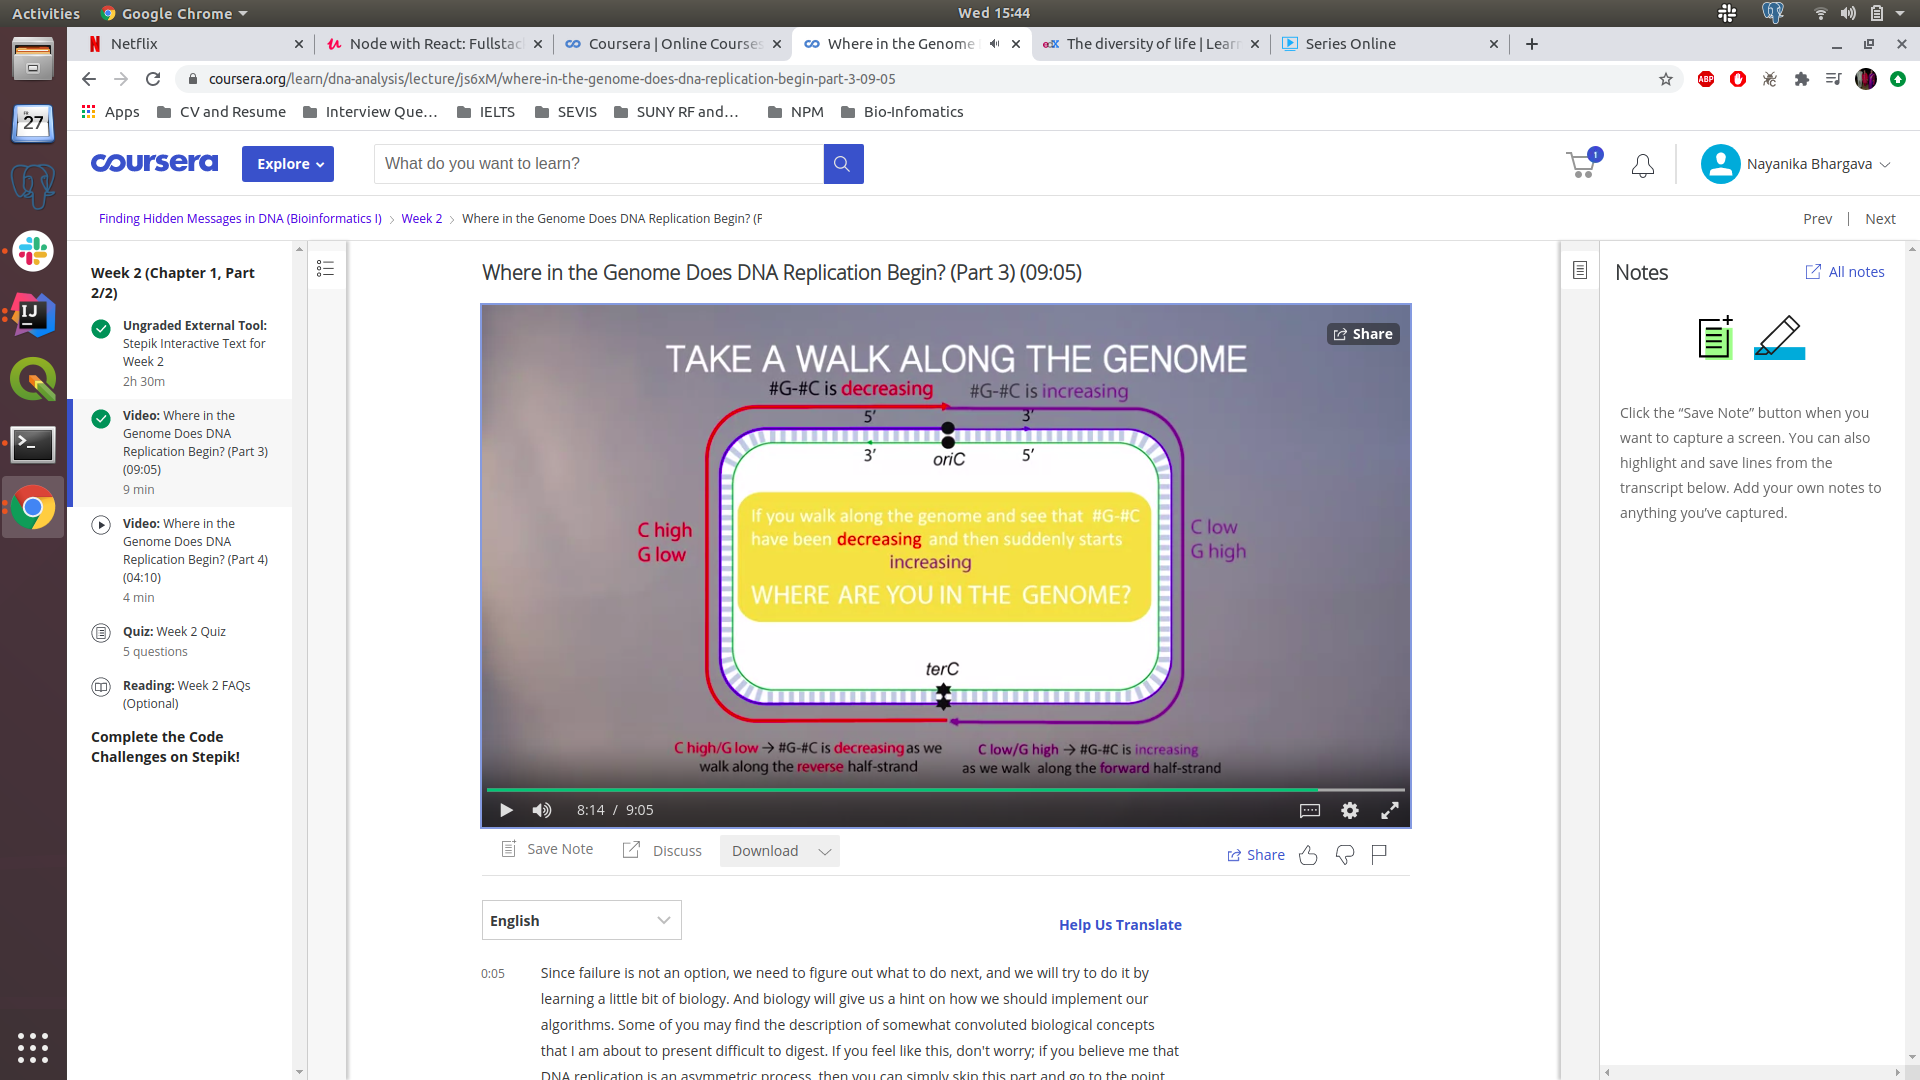 Activities
Google Chrome
Wed 15:44
27
Netflix
Node with React: Fullstac
Coursera | Online Courses
Where in the Genome
edX
The diversity of life | Lear
Series Online
coursera.org/learn/dna-analysis/lecture/js6xM/where-in-the-genome-does-dna-replication-begin-part-3-09-05
ABP
Apps
CV and Resume
Interview Que…
IELTS
SEVIS
SUNY RF and…
NPM
Bio-Infomatics
coursera
Explore
What do you want to learn?
1
Nayanika Bhargava
Finding Hidden Messages in DNA (Bioinformatics I)
Week 2
Where in the Genome Does DNA Replication Begin? (F
Prev | Next
IJ
Week 2 (Chapter 1, Part
2/2)
Ungraded External Tool:
Stepik Interactive Text for
Week 2
2h 30m
Video: Where in the
Genome Does DNA
Replication Begin? (Part 3)
(09:05)
9 min
Video: Where in the
Genome Does DNA
Replication Begin? (Part 4)
(04:10)
4 min
Quiz: Week 2 Quiz
5 questions
Reading: Week 2 FAQs
(Optional)
Complete the Code
Challenges on Stepik!
Where in the Genome Does DNA Replication Begin? (Part 3) (09:05)
Share
TAKE A WALK ALONG THE GENOME
#G-#C is decreasing
#G-#C is increasing
5’
3’
3’
oriC
5’
C high
G low
If you walk along the genome and see that #G-#C
have been decreasing and then suddenly starts
increasing
WHERE ARE YOU IN THE GENOME?
C low
G high
terC
C high/G low → #G-#C is decreasing as we
walk along the reverse half-strand
C low/G high → #G-#C is increasing
as we walk along the forward half-strand
8:14 / 9:05
Save Note
Discuss
Download
Share
English
Help Us Translate
0:05
Since failure is not an option, we need to figure out what to do next, and we will try to do it by
learning a little bit of biology. And biology will give us a hint on how we should implement our
algorithms. Some of you may find the description of somewhat convoluted biological concepts
that I am about to present difficult to digest. If you feel like this, don't worry; if you believe me that
DNA replication is an asymmetric process, then you can simply skip this part and go to the point
Notes
All notes
Click the “Save Note” button when you
want to capture a screen. You can also
highlight and save lines from the
transcript below. Add your own notes to
anything you’ve captured.